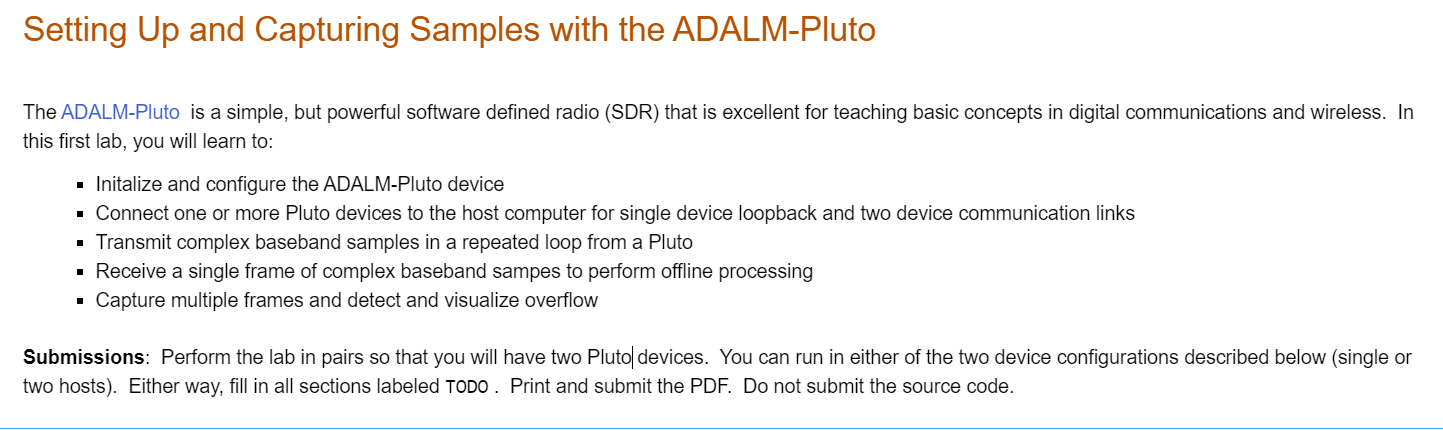 Setting Up and Capturing Samples with the ADALM-Pluto
The ADALM-Pluto is a simple, but powerful software defined radio (SDR) that is excellent for teaching basic concepts in digital communications and wireless. In
this first lab, you will learn to:
▪ Initalize and configure the ADALM-Pluto device
▪ Connect one or more Pluto devices to the host computer for single device loopback and two device communication links
▪ Transmit complex baseband samples in a repeated loop from a Pluto
▪ Receive a single frame of complex baseband sampes to perform offline processing
▪ Capture multiple frames and detect and visualize overflow
Submissions: Perform the lab in pairs so that you will have two Pluto devices. You can run in either of the two device configurations described below (single or
two hosts). Either way, fill in all sections labeled TODO . Print and submit the PDF. Do not submit the source code.